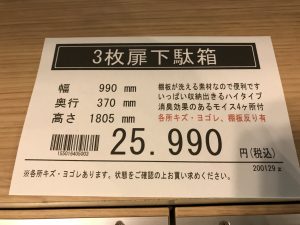 3枚扉下駄箱
幅 990 mm
奥行 370 mm
高さ 1805 mm
棚板が洗える素材なので便利です
いっぱい収納出きるハイタイプ
消臭効果のあるモイス4ヶ所付
各所キズ・ヨゴレ、棚板反り有
25.990 円(税込)
※各所キズ・ヨゴレあります。状態をご確認の上お買い求めください。
200129